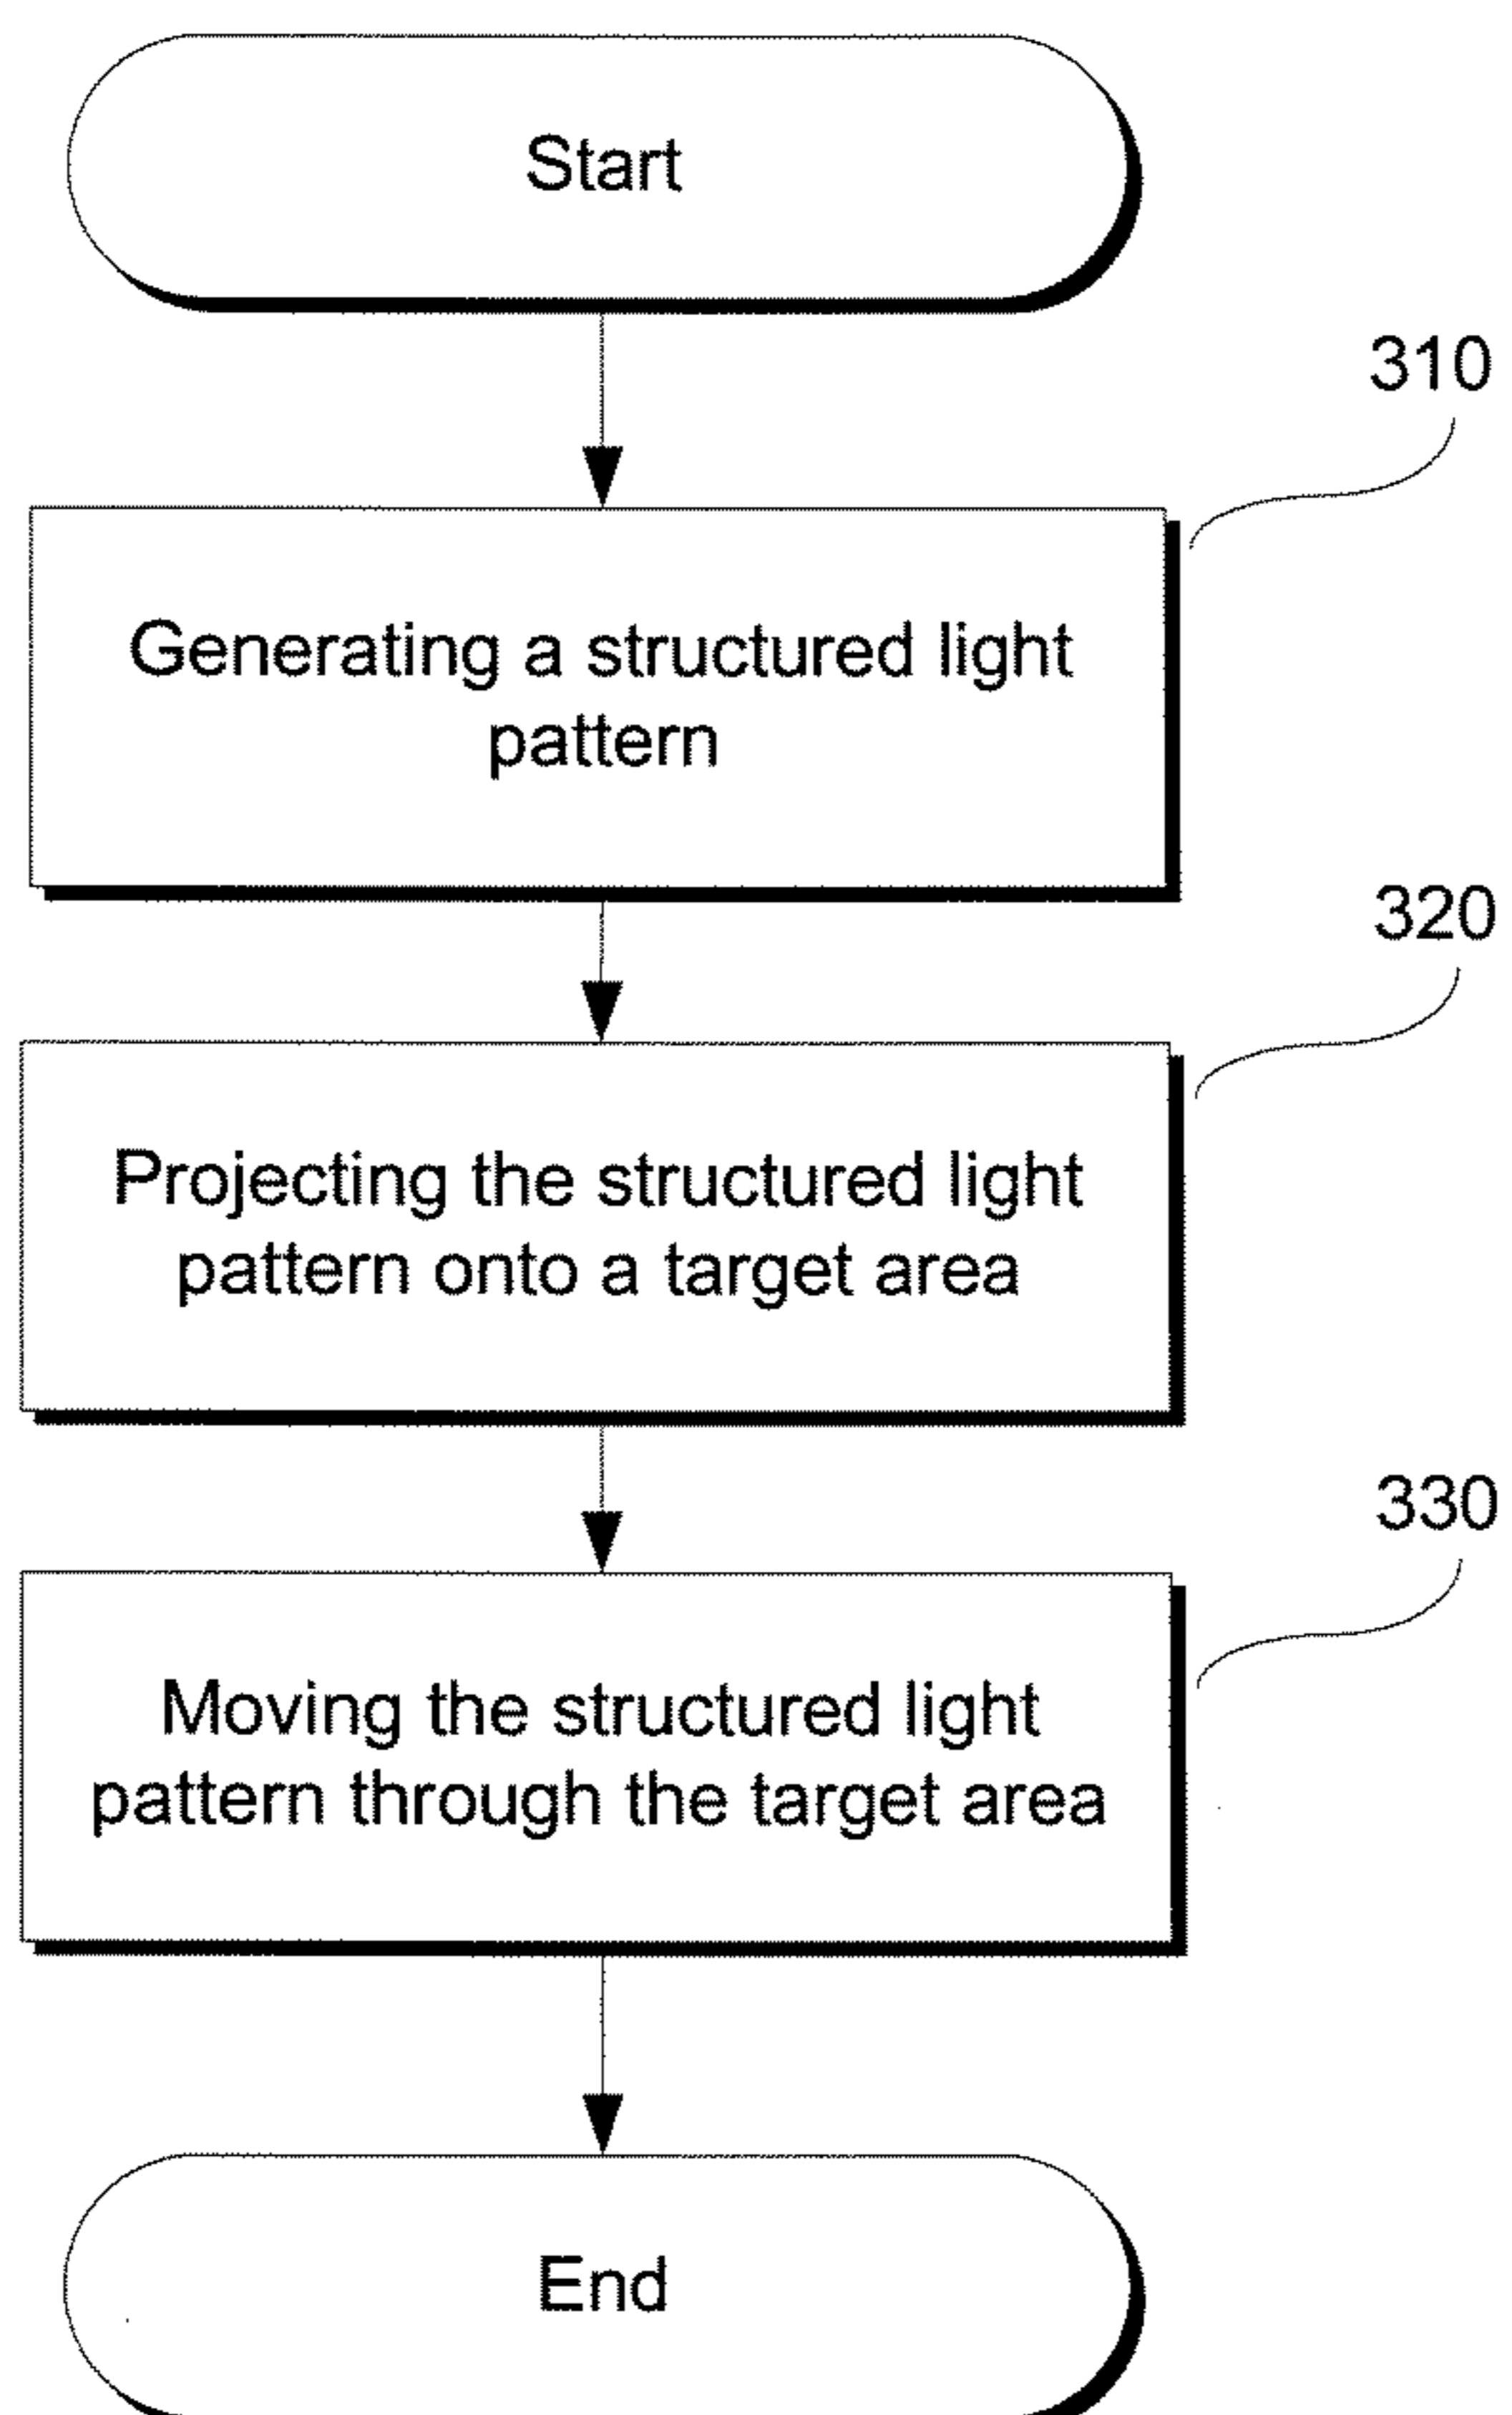 Start
310
Generating a structured light
pattern
320
Projecting the structured light
pattern onto a target area
330
Moving the structured light
pattern through the target area
End